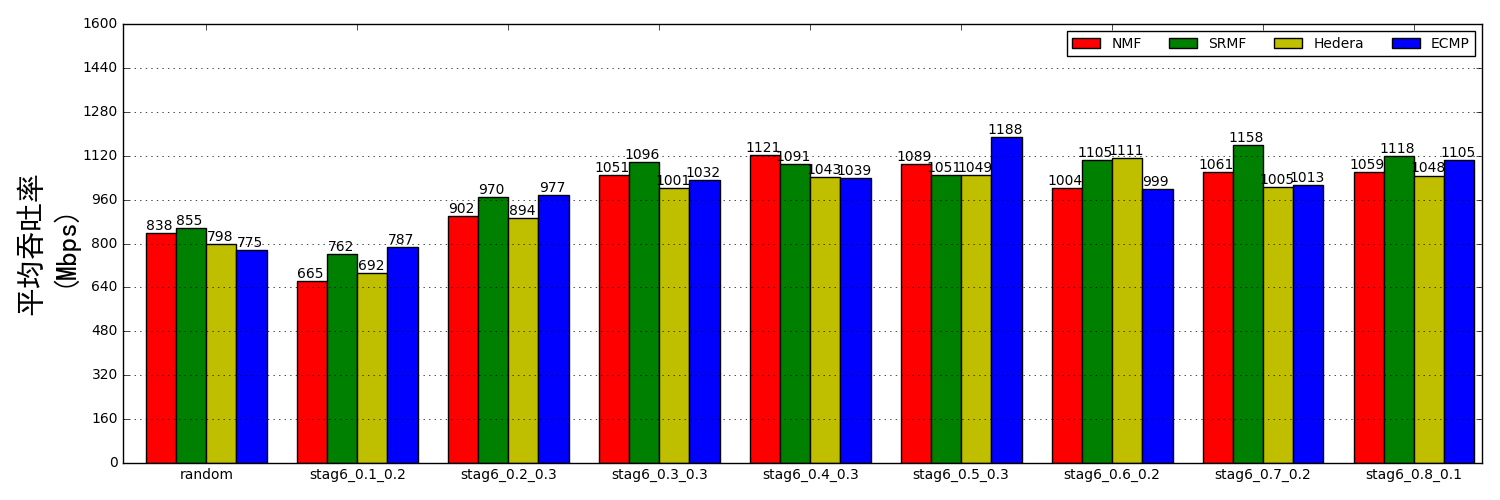 平均吞吐率
(Mbps)
1600
1440
1280
1120
960
800
640
480
320
160
0
NMF SRMF Hedera ECMP
838 855 798 775
665 762 692 787
902 970 894 977
1051 1096 1001 1032
1121 1091 1043 1039
1089 1051 1049 1188
1004 1105 1111 999
1061 1158 1005 1013
1059 1118 1048 1105
random stag6_0.1_0.2 stag6_0.2_0.3 stag6_0.3_0.3 stag6_0.4_0.3 stag6_0.5_0.3 stag6_0.6_0.2 stag6_0.7_0.2 stag6_0.8_0.1